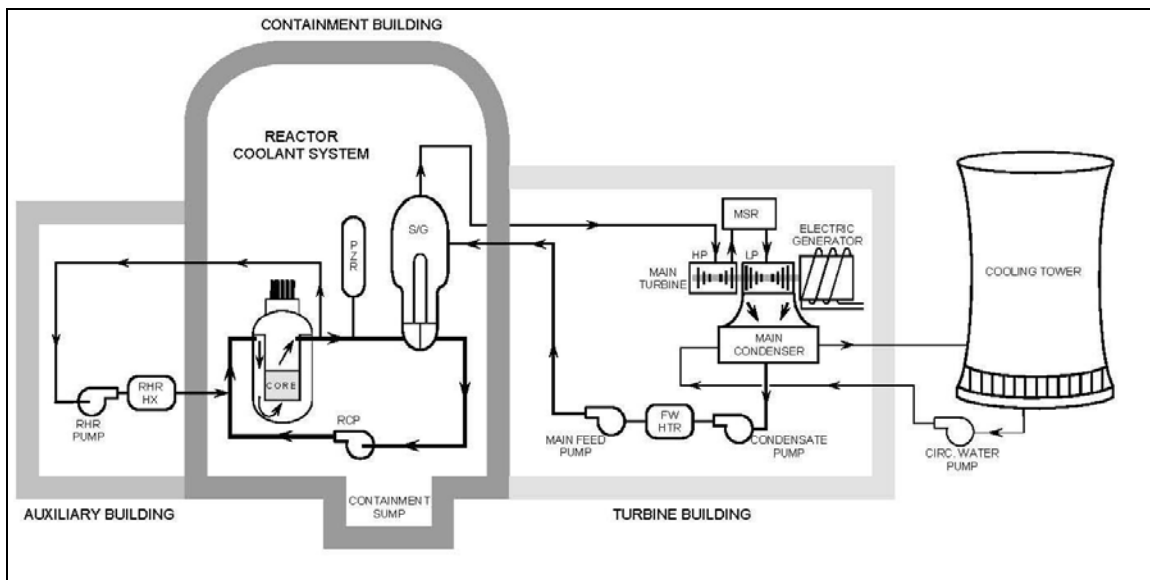 CONTAINMENT BUILDING
REACTOR
COOLANT SYSTEM
PZR
S/G
CORE
RCP
RHR
HX
RHR
PUMP
CONTAINMENT
SUMP
AUXILIARY BUILDING
MSR
HP
LP
ELECTRIC
GENERATOR
MAIN
TURBINE
MAIN
CONDENSER
MAIN FEED
PUMP
FW
HTR
CONDENSATE
PUMP
TURBINE BUILDING
COOLING TOWER
CIRC. WATER
PUMP